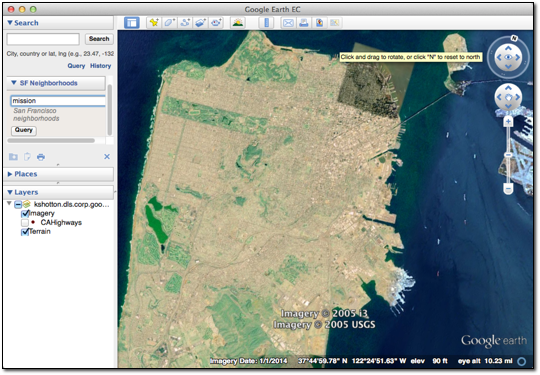 Google Earth EC
Search
Search
City, country or lat, lng (e.g., 23.47, -132
Query History
SF Neighborhoods
mission
San Francisco
neighborhoods
Query
Places
Layers
kshotton.dls.corp.goo...
Imagery
CAHighways
Terrain
N
Click and drag to rotate, or click "N" to reset to north
Imagery © 2005 i3
Imagery © 2005 USGS
Google earth
Imagery Date: 1/1/2014 37°44'59.78" N 122°24'51.63" W elev 90 ft eye alt 10.23 mi